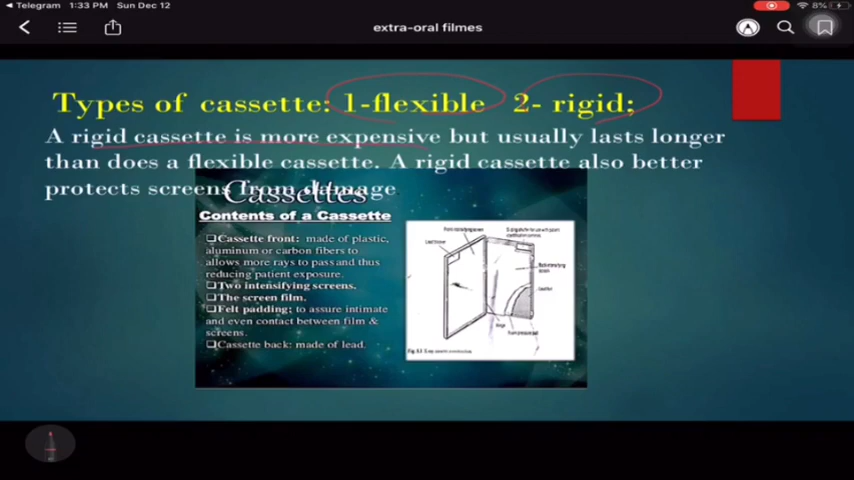 Telegram 1:33 PM Sun Dec 12 8%
extra-oral filmes
Types of cassette: 1-flexible 2- rigid;
A rigid cassette is more expensive but usually lasts longer
than does a flexible cassette. A rigid cassette also better
protects screens from damage
Cassettes
Contents of a Cassette
Cassette front: made of plastic,
aluminum or carbon fibers to
allows more rays to pass and thus
reducing patient exposure.
Two intensifying screens.
The screen film.
Felt padding; to assure intimate
and even contact between film &
screens.
Cassette back: made of lead.